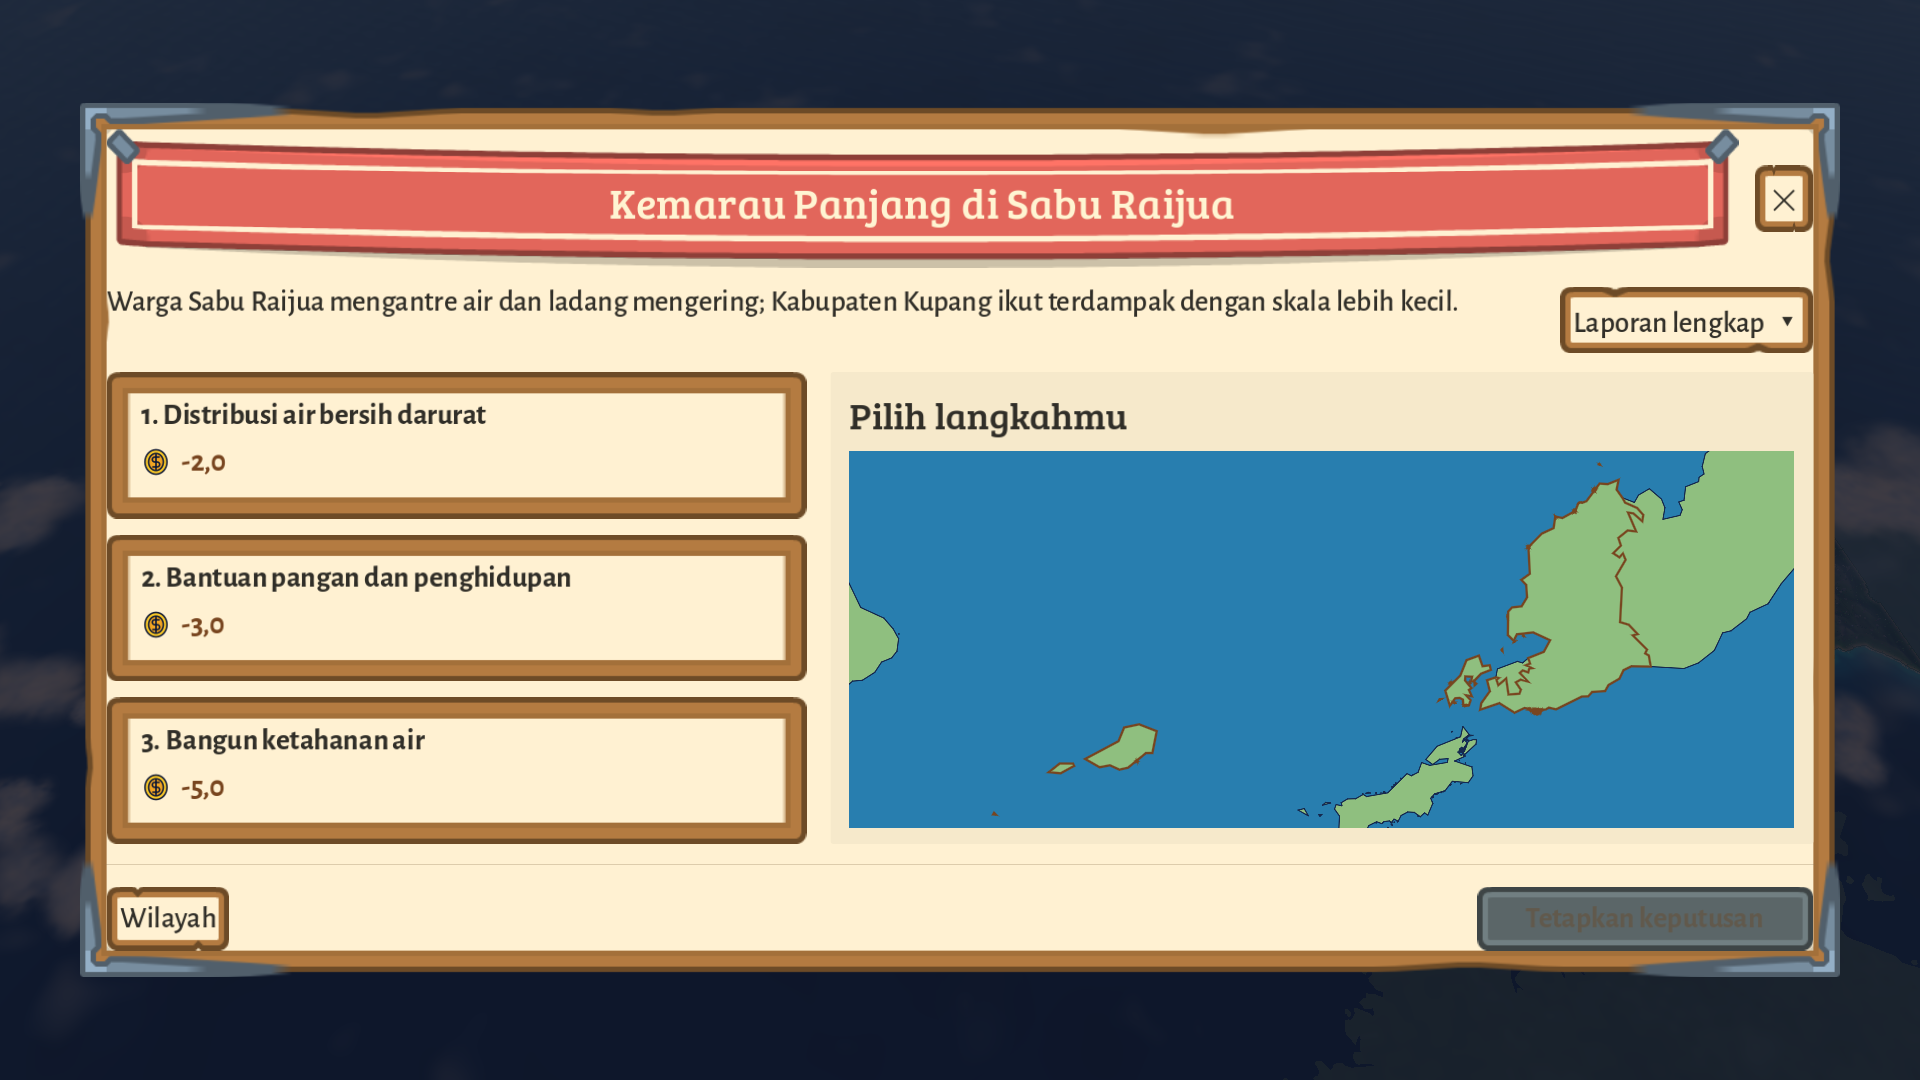 Kemarau Panjang di Sabu Raijua
Warga Sabu Raijua mengantre air dan ladang mengering; Kabupaten Kupang ikut terdampak dengan skala lebih kecil.
Laporan lengkap
1. Distribusi air bersih darurat
-2,0
2. Bantuan pangan dan penghidupan
-3,0
3. Bangun ketahanan air
-5,0
Pilih langkahmu
Wilayah
Tetapkan keputusan